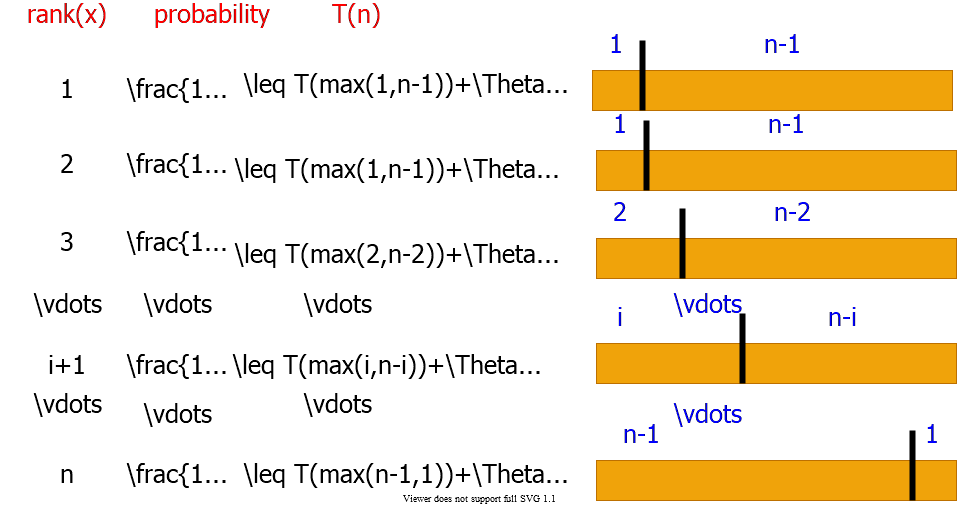 rank(x) probability T(n)
1 n-1
1 \frac{1... \leq T(max(1,n-1))+\Theta...
1 n-1
2 \frac{1... \leq T(max(1,n-1))+\Theta...
2 n-2
3 \frac{1... \leq T(max(2,n-2))+\Theta...
\vdots \vdots \vdots \vdots
i n-i
i+1 \frac{1... \leq T(max(i,n-i))+\Theta...
\vdots \vdots \vdots \vdots
n-1 1
n \frac{1... \leq T(max(n-1,1))+\Theta...
Viewer does not support full SVG 1.1